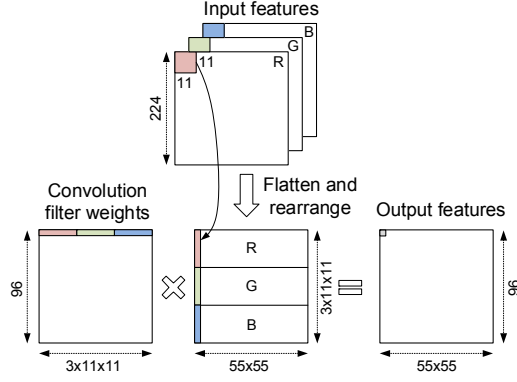 Input features
B
G
R
11
11
224
Convolution
filter weights
Flatten and
rearrange
Output features
96
R
G
B
3x11x11
96
3x11x11
55x55
55x55